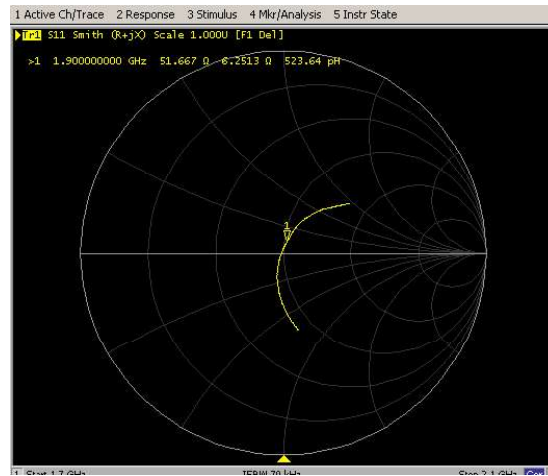 1 Active Ch/Trace 2 Response 3 Stimulus 4 Mkr/Analysis 5 Instr State
Tr1 S11 Smith (R+jX) Scale 1.000U [F1 Del]
>1 1.900000000 GHz 51.667 Ω 6.2513 Ω 523.64 pH
1
1 Start 1.7 GHz IFBW 70 kHz Stop 2.1 GHz Cor